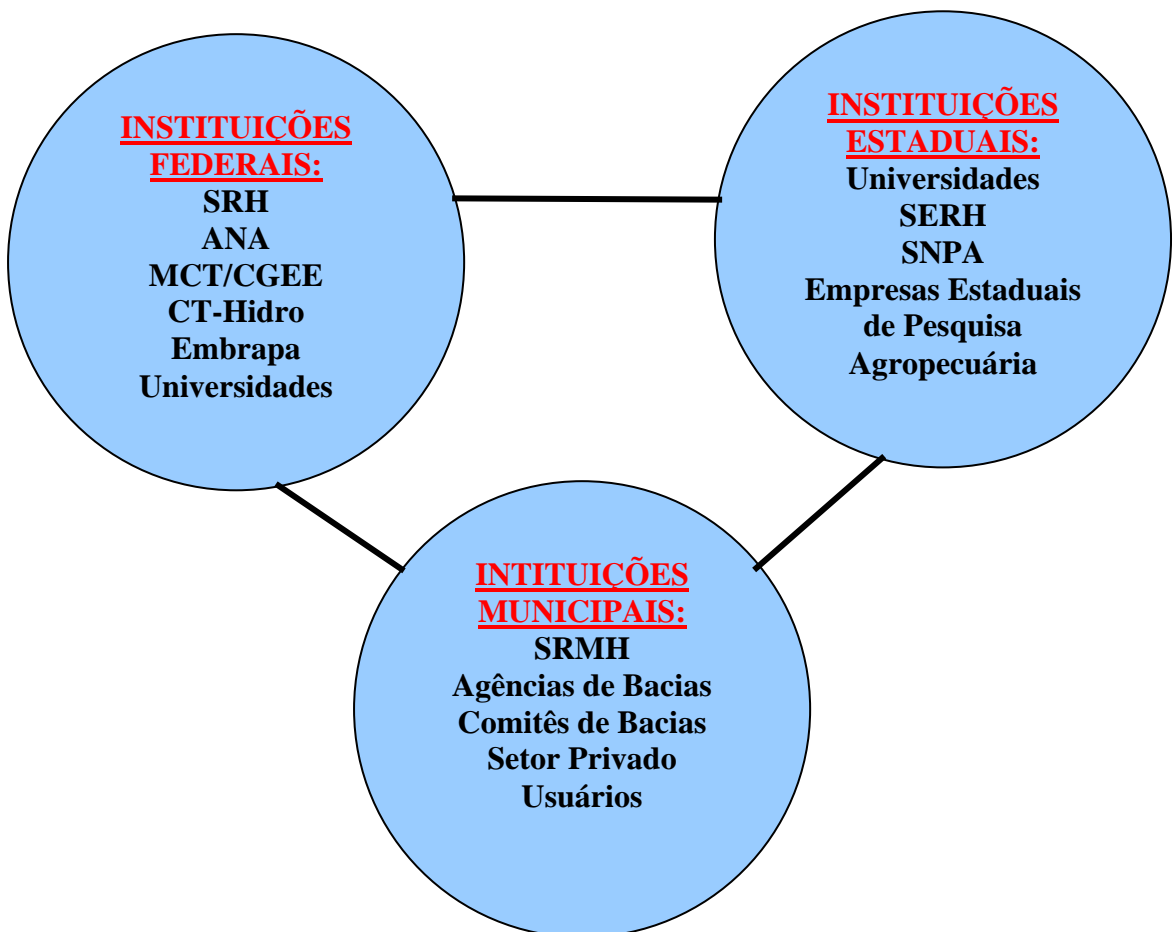 INSTITUIÇÕES
FEDERAIS:
SRH
ANA
MCT/CGEE
CT-Hidro
Embrapa
Universidades
INSTITUIÇÕES
ESTADUAIS:
Universidades
SERH
SNPA
Empresas Estaduais
de Pesquisa
Agropecuária
INTITUIÇÕES
MUNICIPAIS:
SRMH
Agências de Bacias
Comitês de Bacias
Setor Privado
Usuários